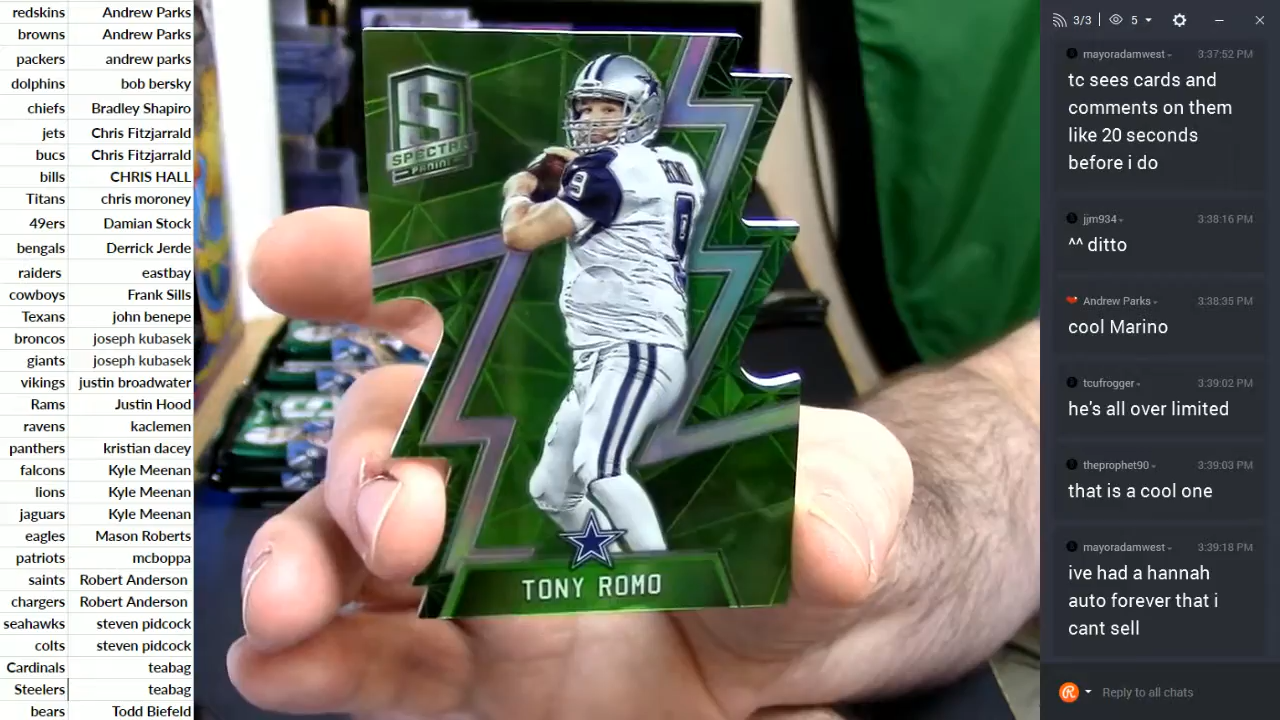 redskins Andrew Parks
browns Andrew Parks
packers andrew parks
dolphins bob bersky
chiefs Bradley Shapiro
jets Chris Fitzjarrald
bucs Chris Fitzjarrald
bills CHRIS HALL
Titans chris moroney
49ers Damian Stock
bengals Derrick Jerde
raiders eastbay
cowboys Frank Sills
Texans john benepe
broncos joseph kubasek
giants joseph kubasek
vikings justin broadwater
Rams Justin Hood
ravens kaclemen
panthers kristian dacey
falcons Kyle Meenan
lions Kyle Meenan
jaguars Kyle Meenan
eagles Mason Roberts
patriots mcboppa
saints Robert Anderson
chargers Robert Anderson
seahawks steven pidcock
colts steven pidcock
Cardinals teabag
Steelers teabag
bears Todd Biefeld
S
SPECTRA
PANINI
9
ROMO
9
TONY ROMO
3/3 5
mayoradamwest 3:37:52 PM
tc sees cards and
comments on them
like 20 seconds
before i do
jjm934 3:38:16 PM
^^ ditto
Andrew Parks 3:38:35 PM
cool Marino
tcufrogger 3:39:02 PM
he's all over limited
theprophet90 3:39:03 PM
that is a cool one
mayoradamwest 3:39:18 PM
ive had a hannah
auto forever that i
cant sell
Reply to all chats